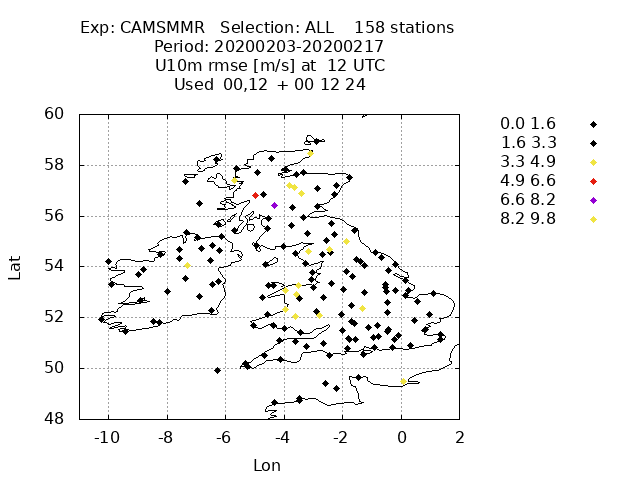 Exp: CAMSMMR Selection: ALL 158 stations
Period: 20200203-20200217
U10m rmse [m/s] at 12 UTC
Used 00,12 + 00 12 24
0.0 1.6
1.6 3.3
3.3 4.9
4.9 6.6
6.6 8.2
8.2 9.8
60
58
56
54
52
50
48
Lat
-10 -8 -6 -4 -2 0 2
Lon